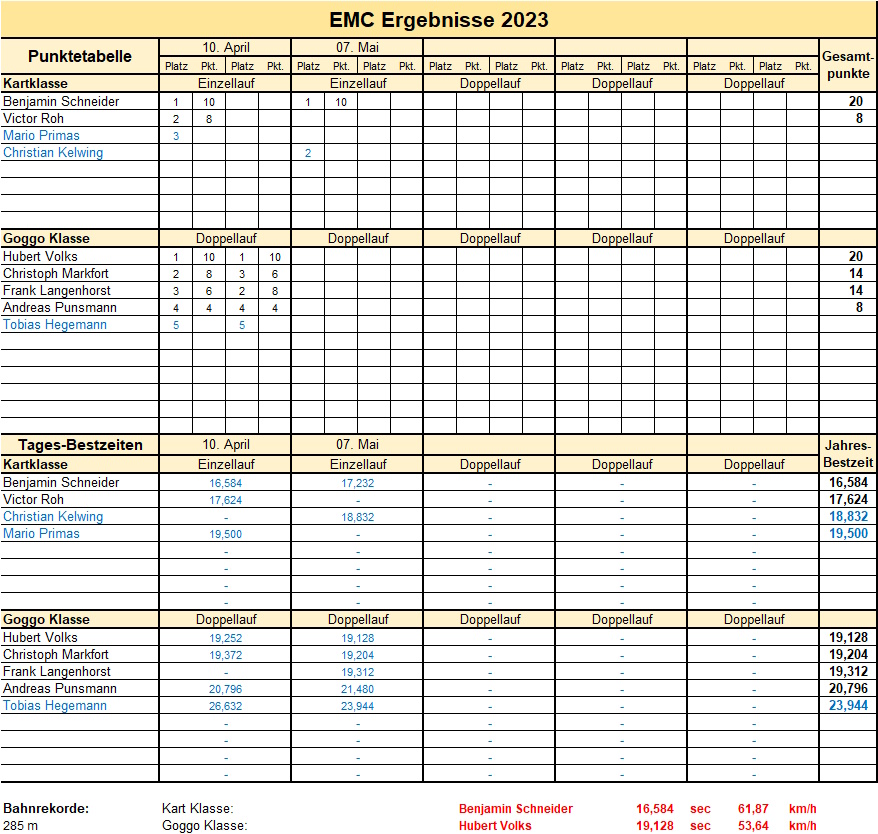 EMC Ergebnisse 2023
Punktetabelle 10. April 07. Mai Gesamt-
Platz Pkt. Platz Pkt. Platz Pkt. Platz Pkt. Platz Pkt. Platz Pkt. Platz Pkt. Platz Pkt. Platz Pkt. Platz Pkt. punkte
Kartklasse Einzellauf Einzellauf Doppellauf Doppellauf Doppellauf
Benjamin Schneider 1 10 1 10 20
Victor Roh 2 8 8
Mario Primas 3
Christian Kelwing 2
Goggo Klasse Doppellauf Doppellauf Doppellauf Doppellauf Doppellauf
Hubert Volks 1 10 1 10 20
Christoph Markfort 2 8 3 6 14
Frank Langenhorst 3 6 2 8 14
Andreas Punsmann 4 4 4 4 8
Tobias Hegemann 5 5
Tages-Bestzeiten 10. April 07. Mai Jahres-
Kartklasse Einzellauf Einzellauf Doppellauf Doppellauf Doppellauf Bestzeit
Benjamin Schneider 16,584 17,232 - - - 16,584
Victor Roh 17,624 - - - - 17,624
Christian Kelwing - 18,832 - - - 18,832
Mario Primas 19,500 - - - - 19,500
- - - - -
- - - - -
- - - - -
- - - - -
Goggo Klasse Doppellauf Doppellauf Doppellauf Doppellauf Doppellauf
Hubert Volks 19,252 19,128 - - - 19,128
Christoph Markfort 19,372 19,204 - - - 19,204
Frank Langenhorst - 19,312 - - - 19,312
Andreas Punsmann 20,796 21,480 - - - 20,796
Tobias Hegemann 26,632 23,944 - - - 23,944
- - - - -
- - - - -
- - - - -
- - - - -
Bahnrekorde: Kart Klasse: Benjamin Schneider 16,584 sec 61,87 km/h
285 m Goggo Klasse: Hubert Volks 19,128 sec 53,64 km/h